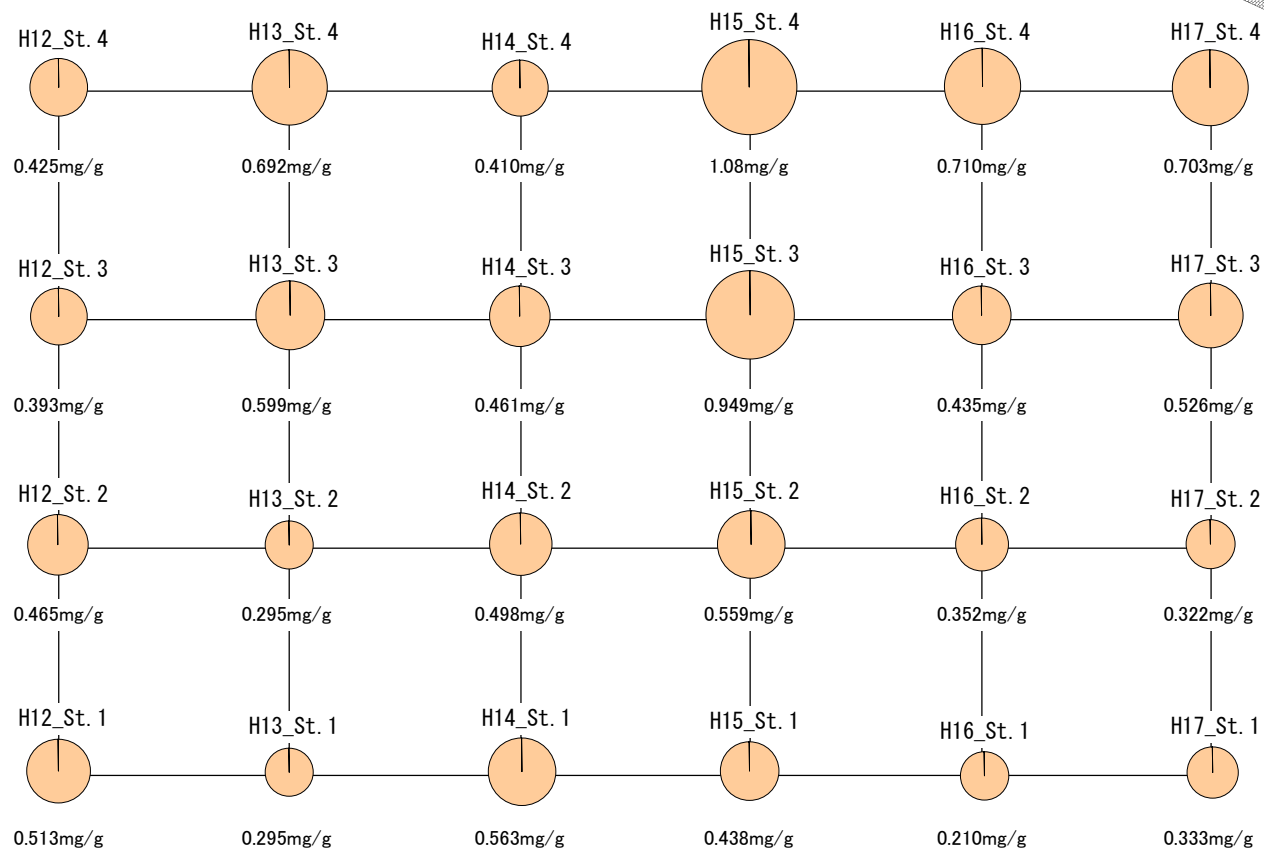 H12_St. 4 H13_St. 4 H14_St. 4 H15_St. 4 H16_St. 4 H17_St. 4
0.425mg/g 0.692mg/g 0.410mg/g 1.08mg/g 0.710mg/g 0.703mg/g
H12_St. 3 H13_St. 3 H14_St. 3 H15_St. 3 H16_St. 3 H17_St. 3
0.393mg/g 0.599mg/g 0.461mg/g 0.949mg/g 0.435mg/g 0.526mg/g
H12_St. 2 H13_St. 2 H14_St. 2 H15_St. 2 H16_St. 2 H17_St. 2
0.465mg/g 0.295mg/g 0.498mg/g 0.559mg/g 0.352mg/g 0.322mg/g
H12_St. 1 H13_St. 1 H14_St. 1 H15_St. 1 H16_St. 1 H17_St. 1
0.513mg/g 0.295mg/g 0.563mg/g 0.438mg/g 0.210mg/g 0.333mg/g